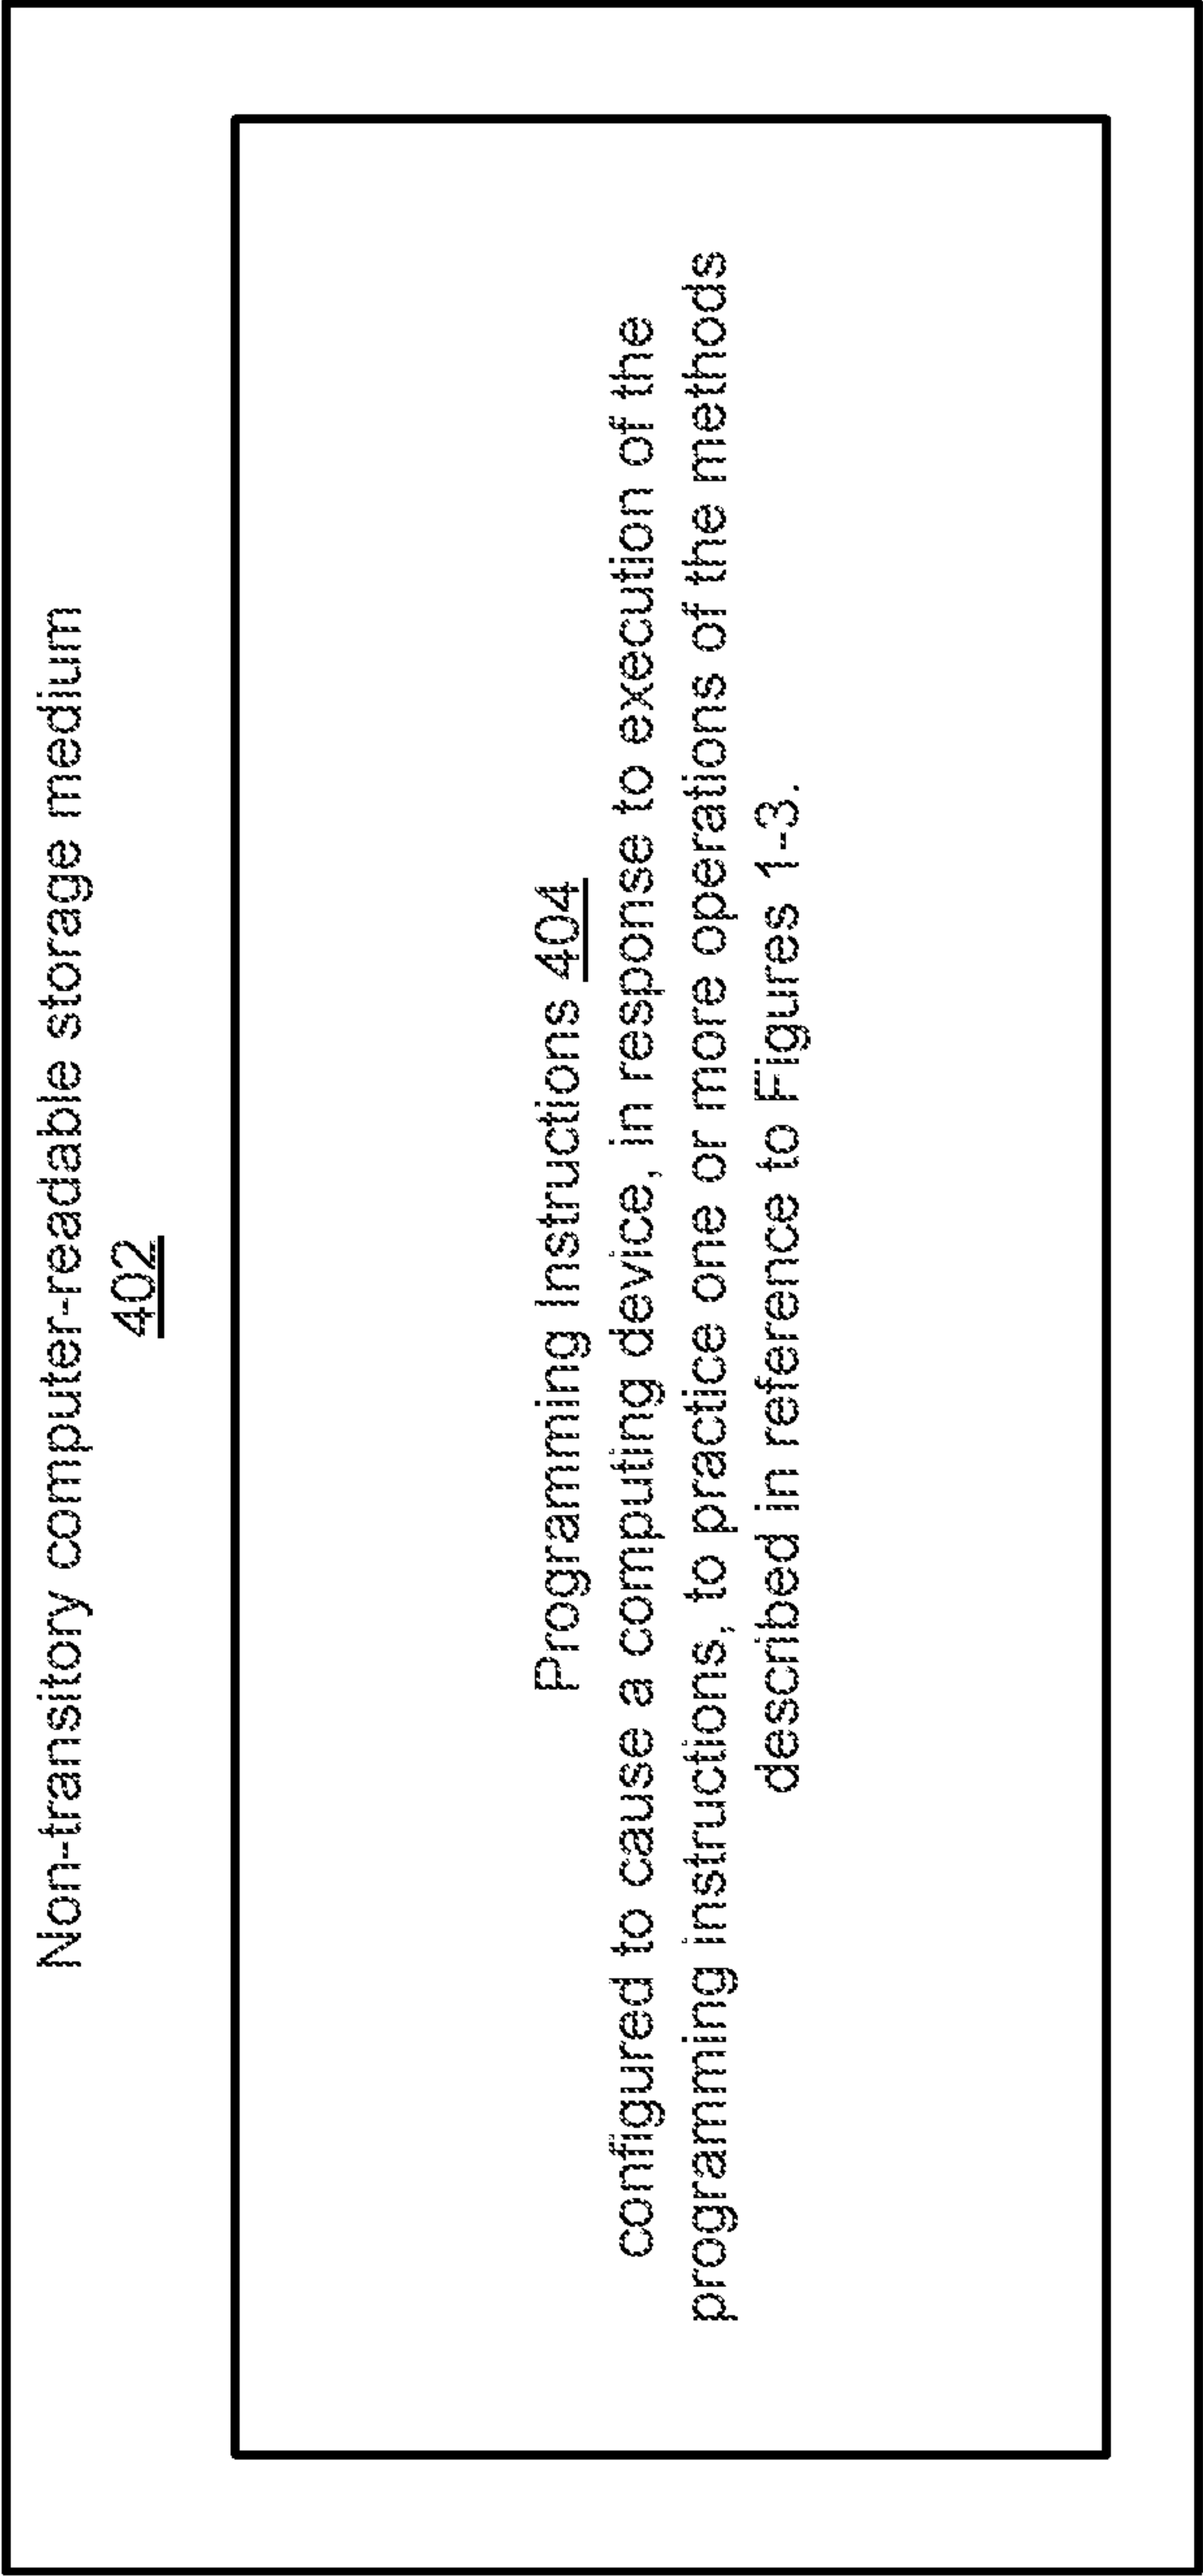 Non-transitory computer-readable storage medium
402
Programming Instructions 404
configured to cause a computing device, in response to execution of the
programming instructions, to practice one or more operations of the methods
described in reference to Figures 1-3.